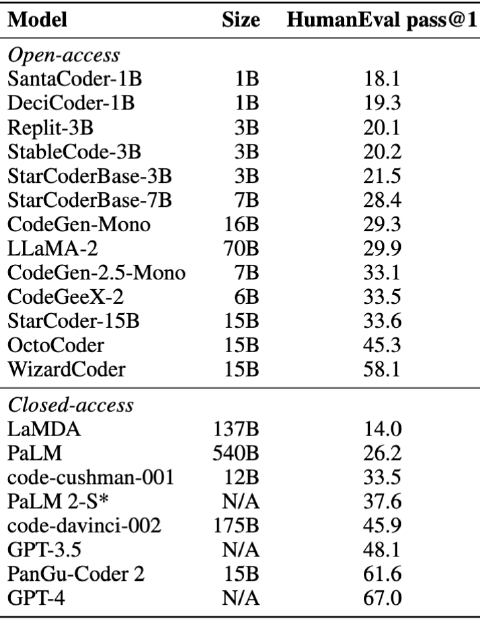 Model Size HumanEval pass@1
Open-access
SantaCoder-1B 1B 18.1
DeciCoder-1B 1B 19.3
Replit-3B 3B 20.1
StableCode-3B 3B 20.2
StarCoderBase-3B 3B 21.5
StarCoderBase-7B 7B 28.4
CodeGen-Mono 16B 29.3
LLaMA-2 70B 29.9
CodeGen-2.5-Mono 7B 33.1
CodeGeeX-2 6B 33.5
StarCoder-15B 15B 33.6
OctoCoder 15B 45.3
WizardCoder 15B 58.1
Closed-access
LaMDA 137B 14.0
PaLM 540B 26.2
code-cushman-001 12B 33.5
PaLM 2-S* N/A 37.6
code-davinci-002 175B 45.9
GPT-3.5 N/A 48.1
PanGu-Coder 2 15B 61.6
GPT-4 N/A 67.0